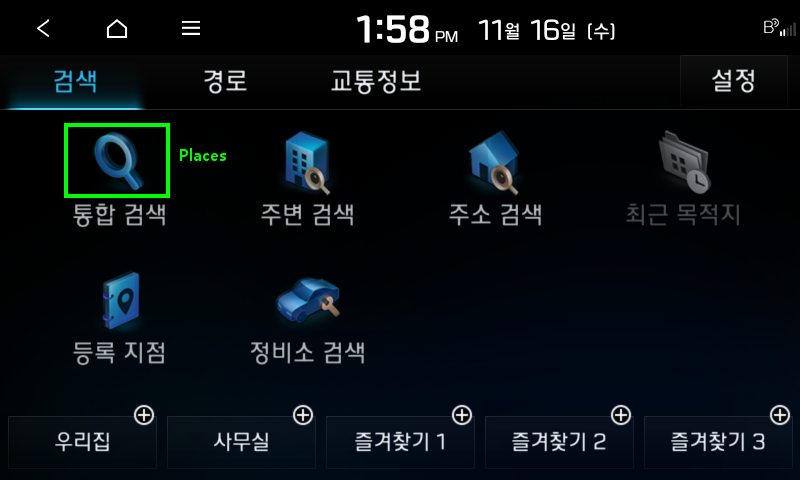 1:58 PM 11월 16일 (수) B
검색 경로 교통정보 설정
Places
통합 검색 주변 검색 주소 검색 최근 목적지
등록 지점 정비소 검색
우리집 사무실 즐겨찾기 1 즐겨찾기 2 즐겨찾기 3